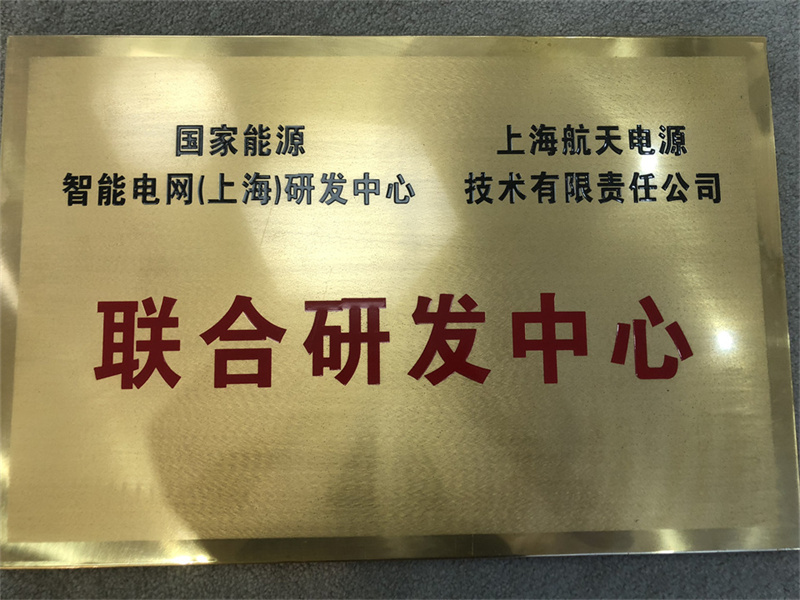 国家能源
智能电网(上海)研发中心
上海航天电源
技术有限责任公司
联合研发中心